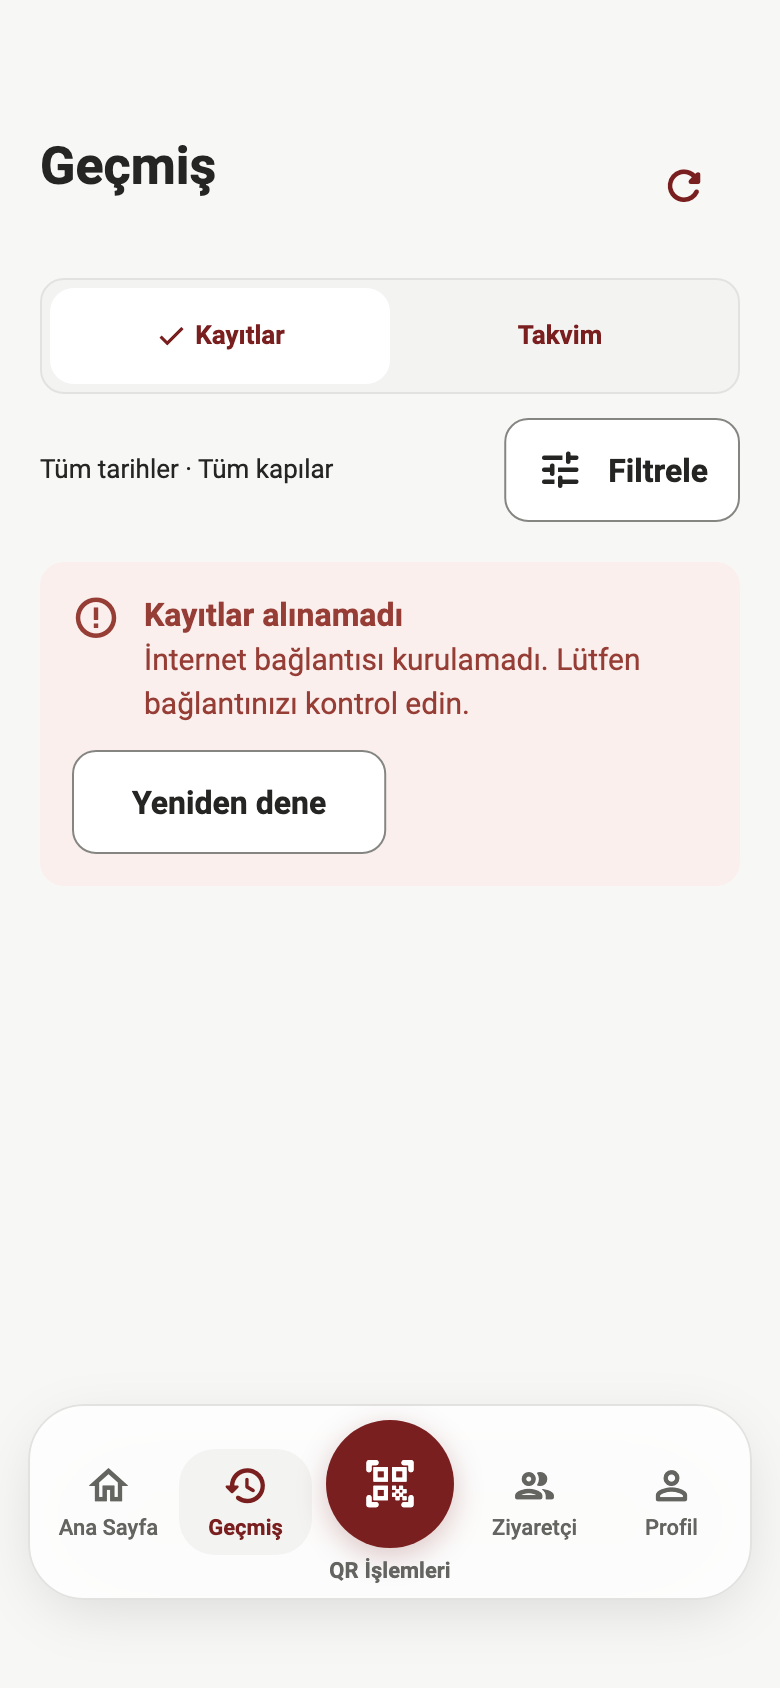 Geçmiş
Kayıtlar
Takvim
Tüm tarihler · Tüm kapılar
Filtrele
Kayıtlar alınamadı
İnternet bağlantısı kurulamadı. Lütfen
bağlantınızı kontrol edin.
Yeniden dene
Ana Sayfa
Geçmiş
QR İşlemleri
Ziyaretçi
Profil